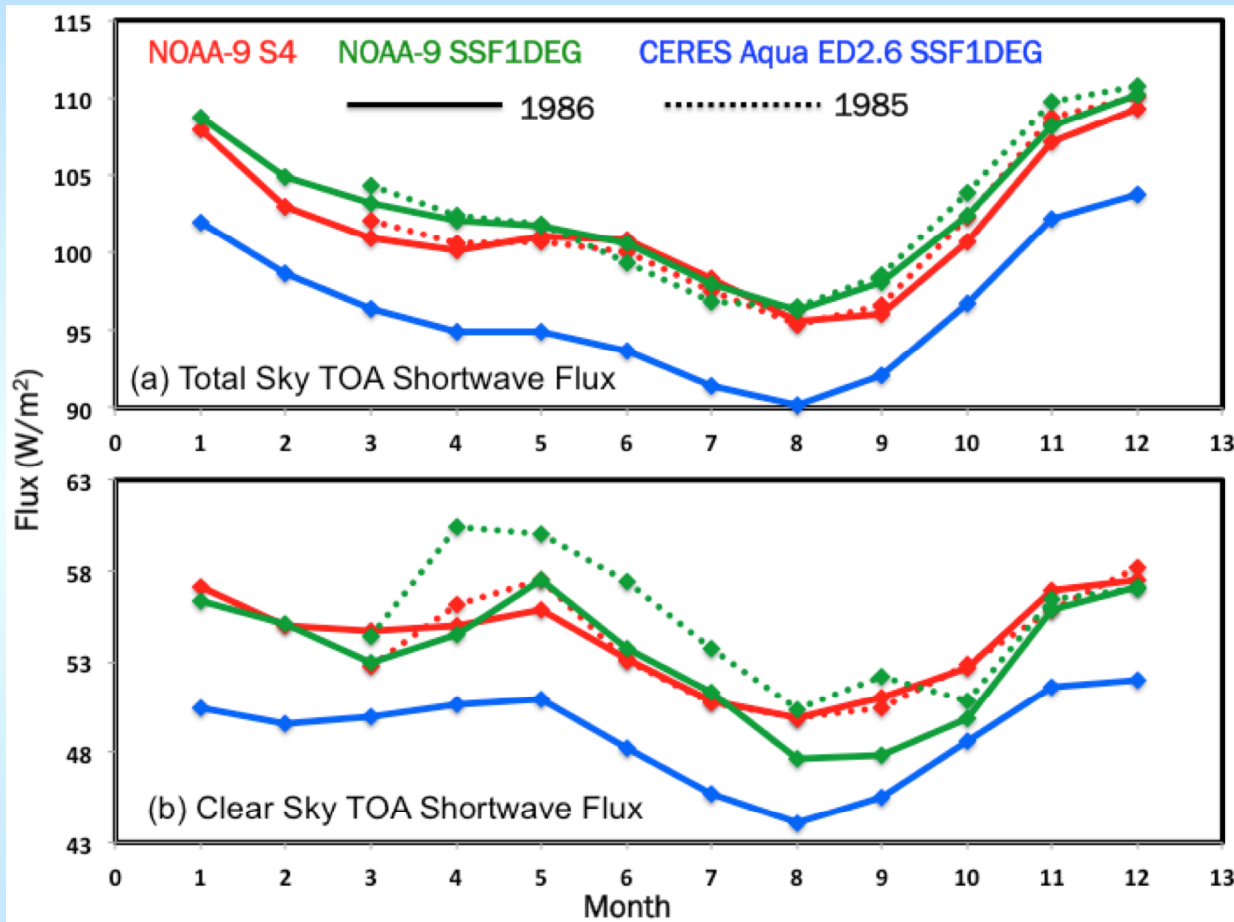 115
110
105
100
95
90
NOAA-9 S4 NOAA-9 SSF1DEG CERES Aqua ED2.6 SSF1DEG
1986 1985
(a) Total Sky TOA Shortwave Flux
0 1 2 3 4 5 6 7 8 9 10 11 12 13
Flux (W/m²)
63
58
53
48
43
(b) Clear Sky TOA Shortwave Flux
0 1 2 3 4 5 6 7 8 9 10 11 12 13
Month